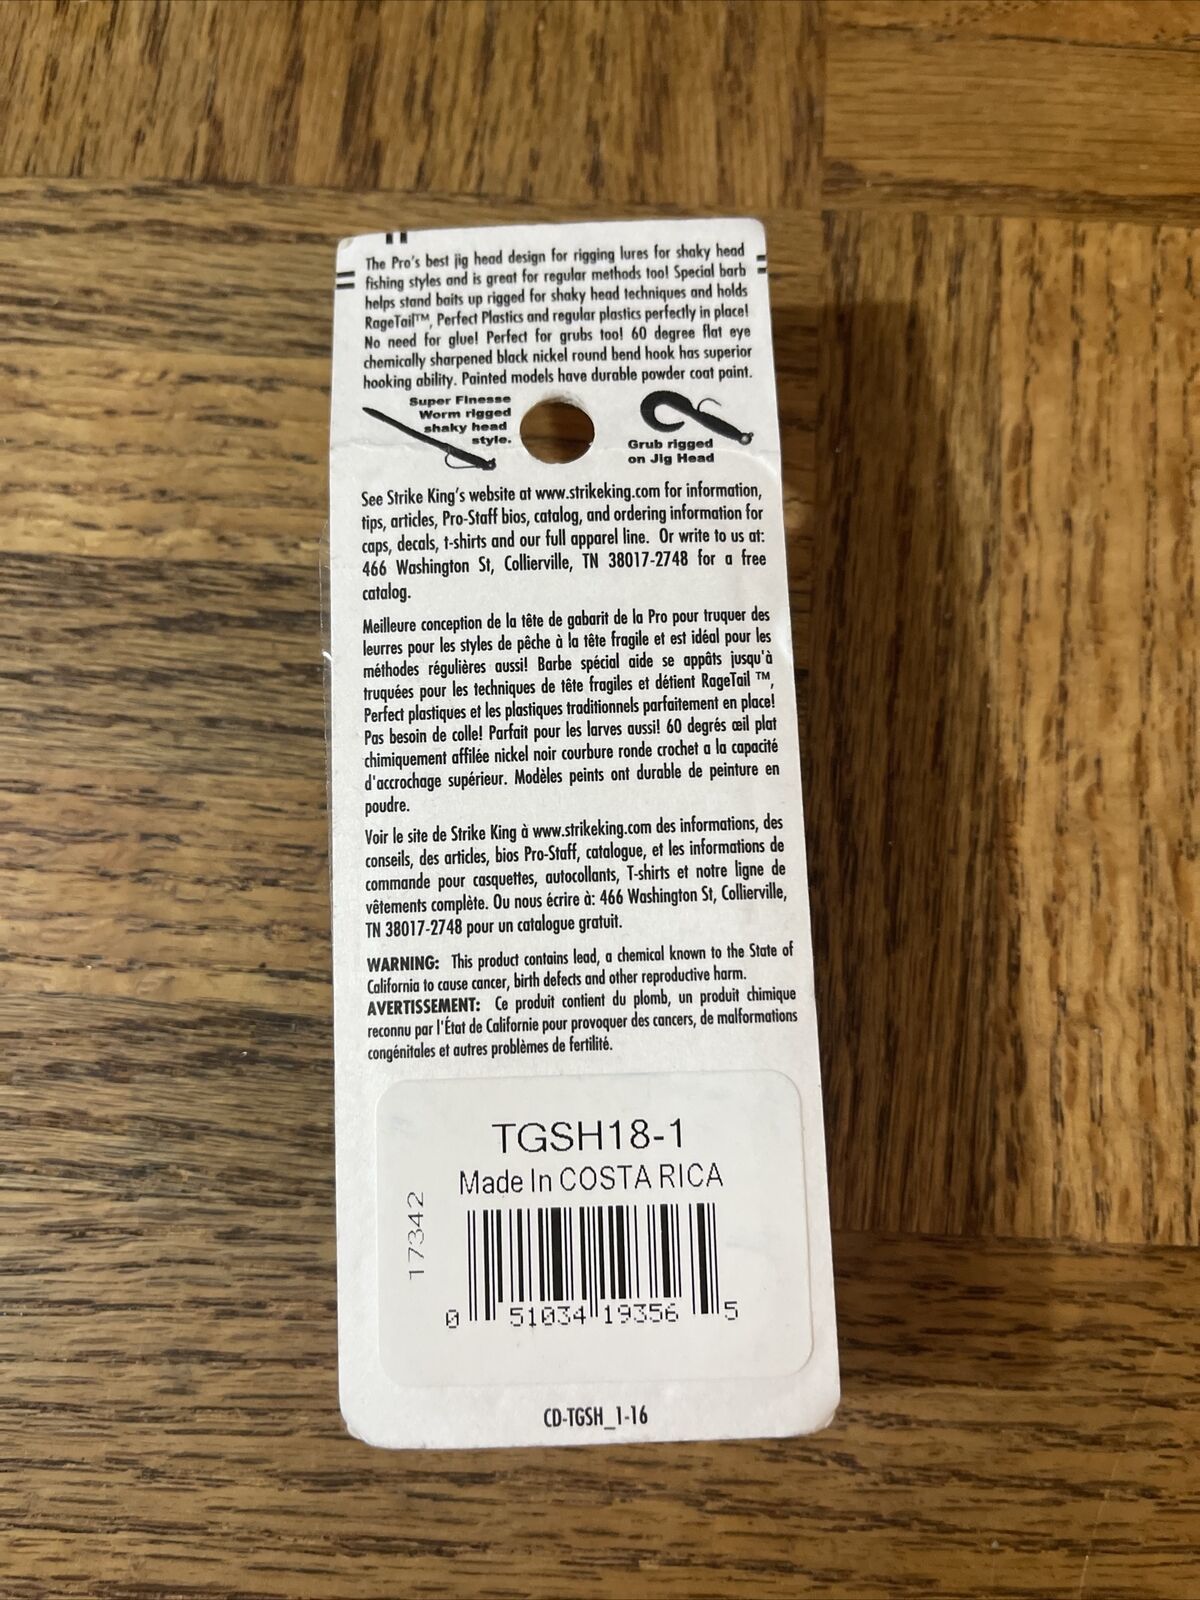 The Pro's best jig head design for rigging lures for shaky head
fishing styles and is great for regular methods too! Special barb
helps stand baits up rigged for shaky head techniques and holds
RageTail™, Perfect Plastics and regular plastics perfectly in place!
No need for glue! Perfect for grubs too! 60 degree flat eye
chemically sharpened black nickel round bend hook has superior
hooking ability. Painted models have durable powder coat paint.
Super Finesse
Worm rigged
shaky head
style.
Grub rigged
on Jig Head
See Strike King's website at www.strikeking.com for information,
tips, articles, Pro-Staff bios, catalog, and ordering information for
caps, decals, t-shirts and our full apparel line. Or write to us at:
466 Washington St, Collierville, TN 38017-2748 for a free
catalog.
Meilleure conception de la tête de gabarit de la Pro pour truquer des
leurres pour les styles de pêche à la tête fragile et est idéal pour les
méthodes régulières aussi! Barbe spécial aide se appâts jusqu'à
truquées pour les techniques de tête fragiles et détient RageTail ™,
Perfect plastiques et les plastiques traditionnels parfaitement en place!
Pas besoin de colle! Parfait pour les larves aussi! 60 degrés œil plat
chimiquement affilée nickel noir courbure ronde crochet a la capacité
d'accrochage supérieur. Modèles peints ont durable de peinture en
poudre.
Voir le site de Strike King à www.strikeking.com des informations, des
conseils, des articles, bios Pro-Staff, catalogue, et les informations de
commande pour casquettes, autocollants, T-shirts et notre ligne de
vêtements complète. Ou nous écrire à: 466 Washington St, Collierville,
TN 38017-2748 pour un catalogue gratuit.
WARNING: This product contains lead, a chemical known to the State of
California to cause cancer, birth defects and other reproductive harm.
AVERTISSEMENT: Ce produit contient du plomb, un produit chimique
reconnu par l'État de Californie pour provoquer des cancers, de malformations
congénitales et autres problèmes de fertilité.
TGSH18-1
Made In COSTA RICA
17342
0 51034 19356 5
CD-TGSH_1-16